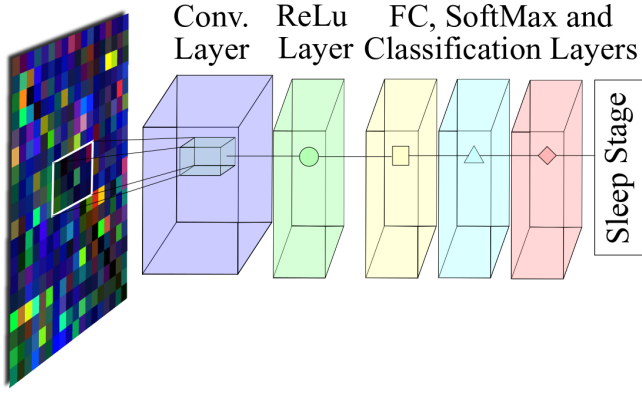 Conv.
Layer
ReLu
Layer
FC, SoftMax and
Classification Layers
Sleep Stage